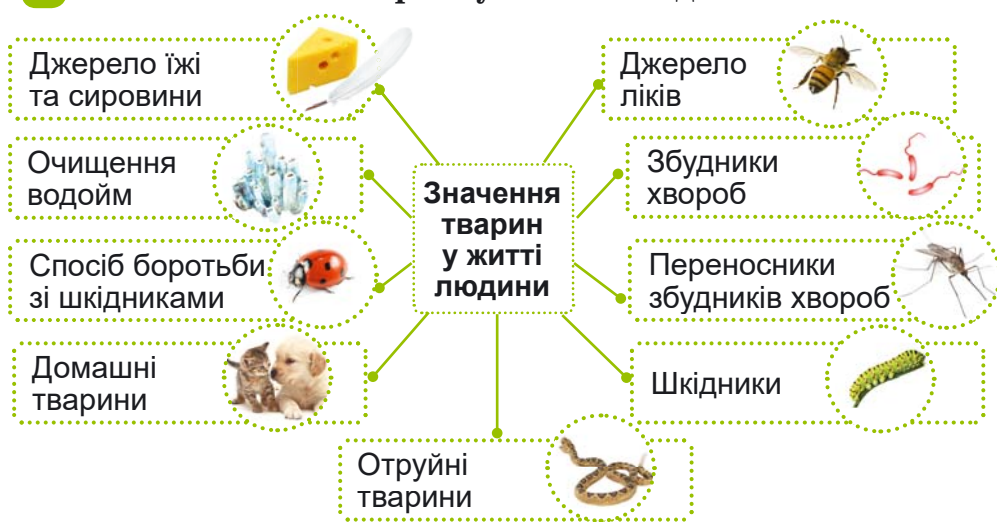 Джерело їжі
та сировини
Очищення
водойм
Спосіб боротьби
зі шкідниками
Домашні
тварини
Значення
тварин
у житті
людини
Джерело
ліків
Збудники
хвороб
Переносники
збудників хвороб
Шкідники
Отруйні
тварини